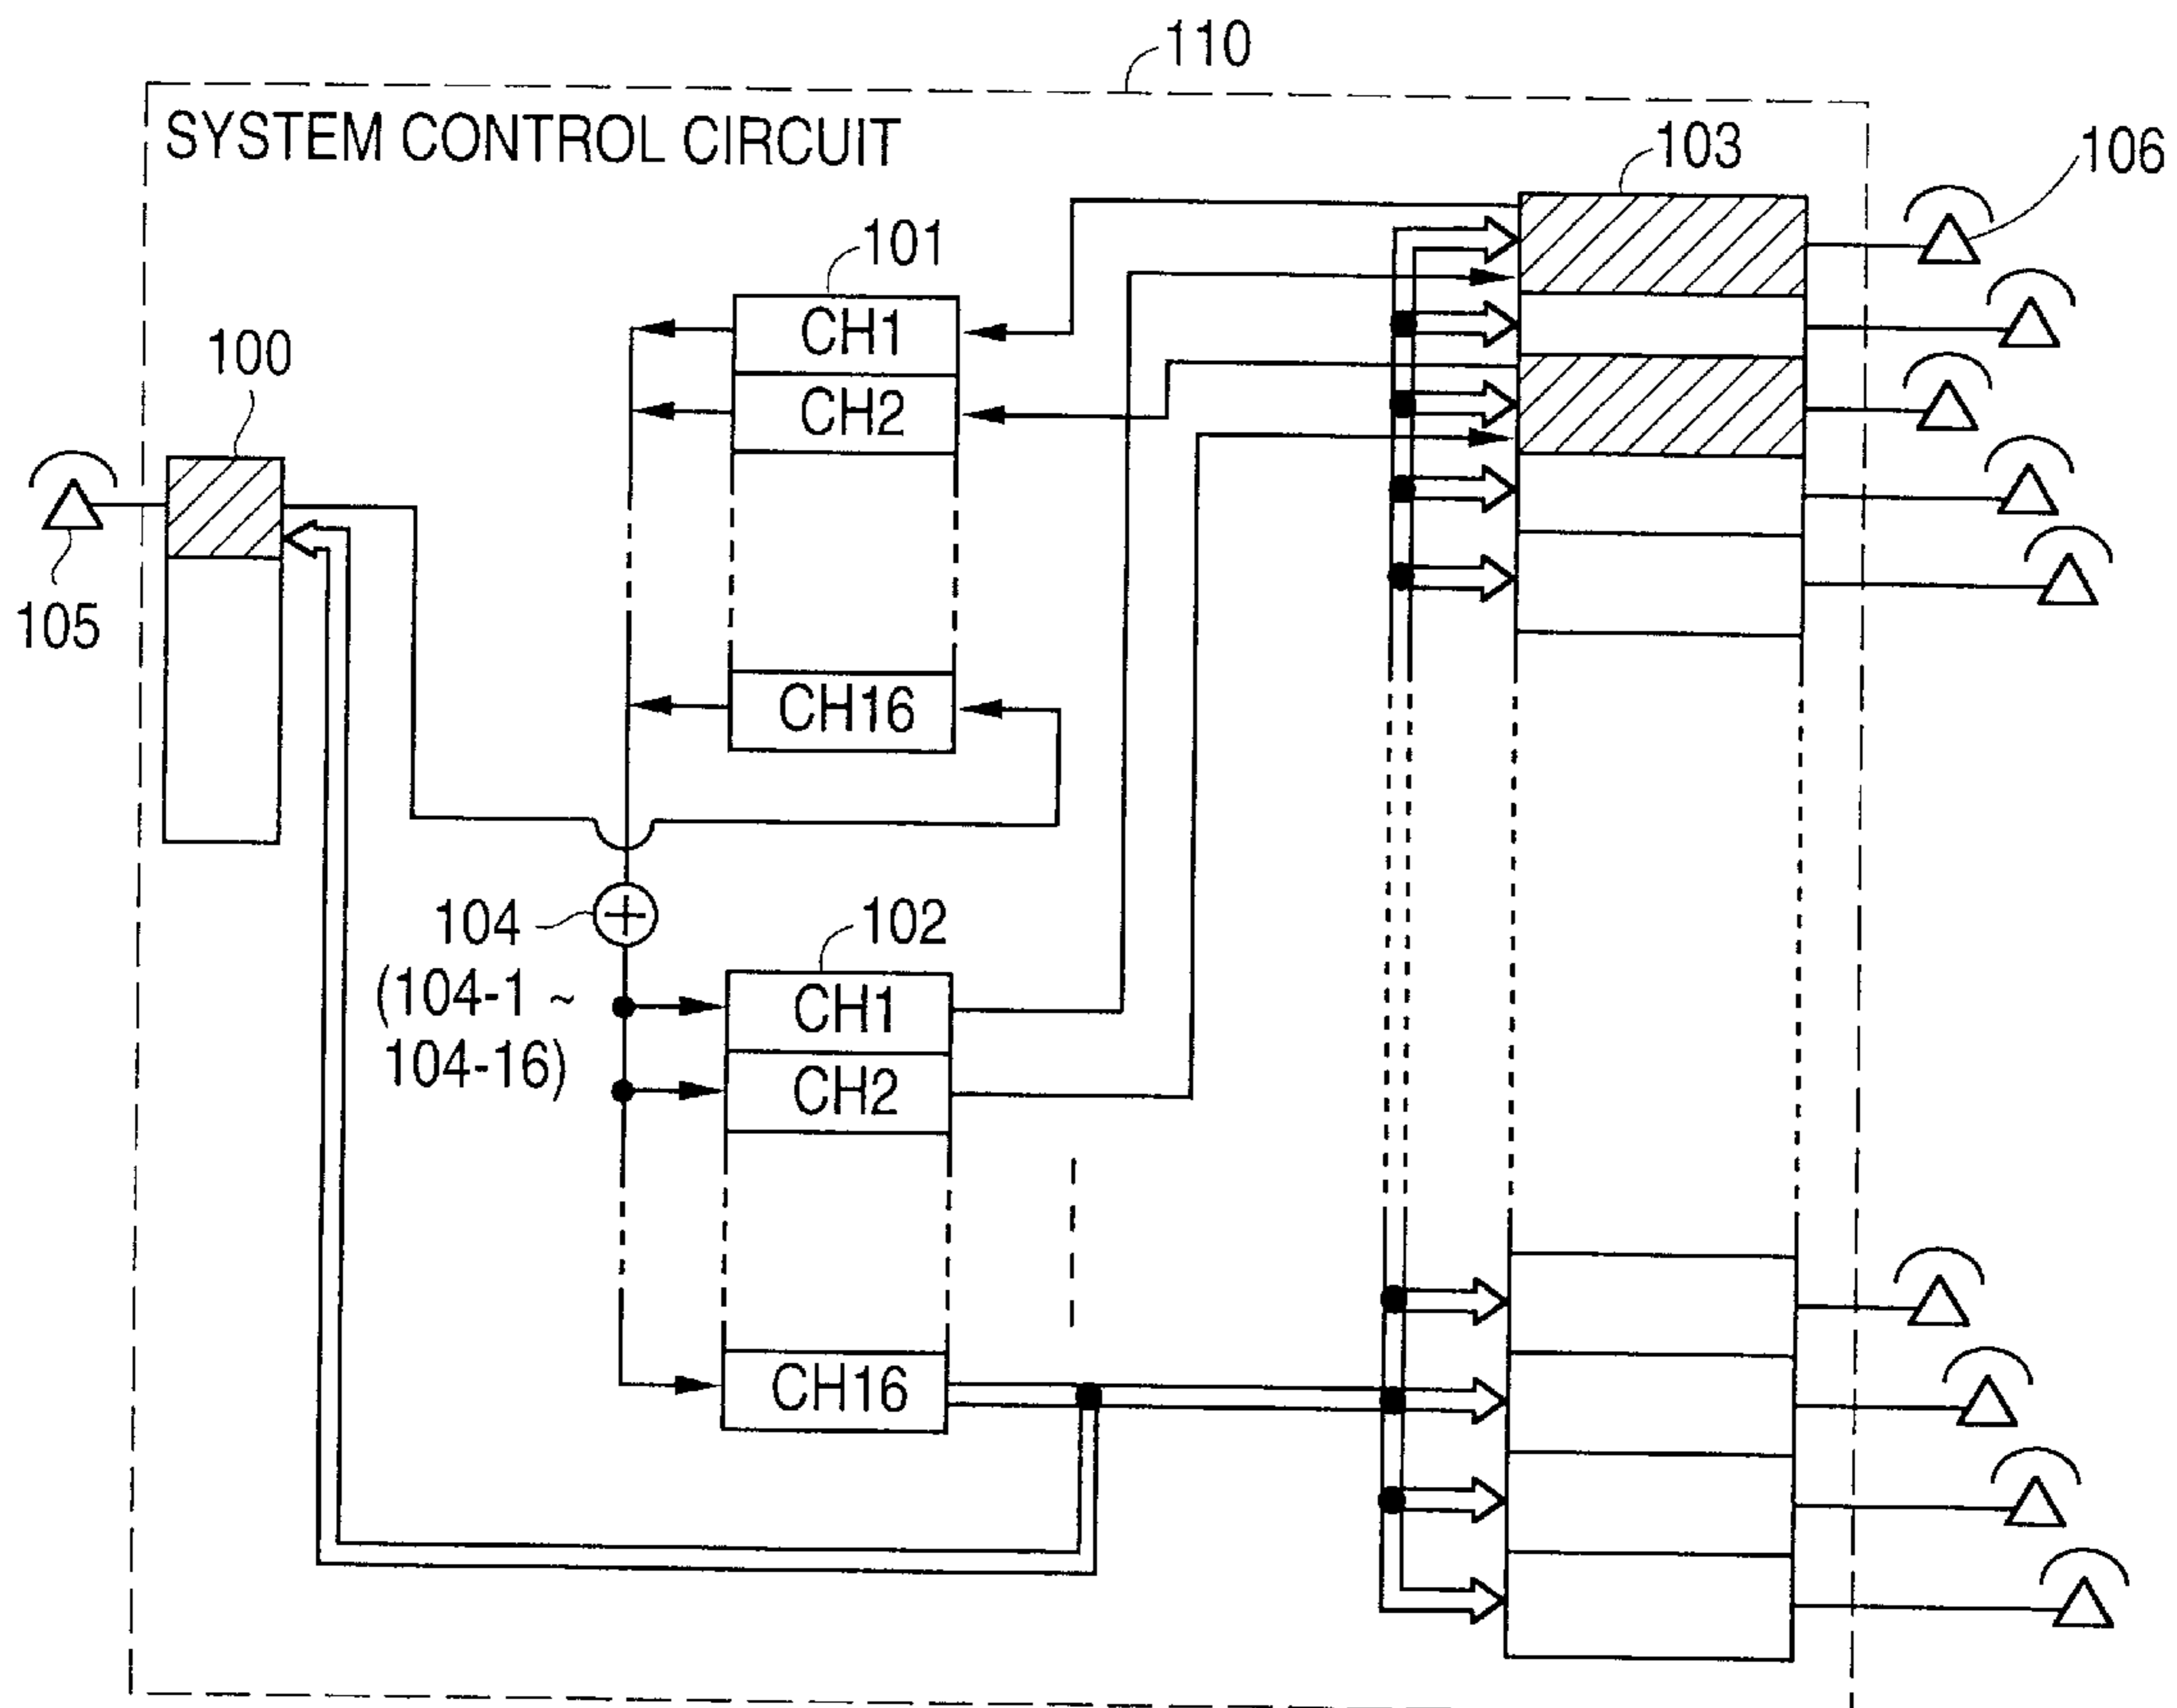 110
SYSTEM CONTROL CIRCUIT
103
106
101
CH1
100
CH2
105
CH16
104
(104-1 ~
104-16)
102
CH1
CH2
CH16